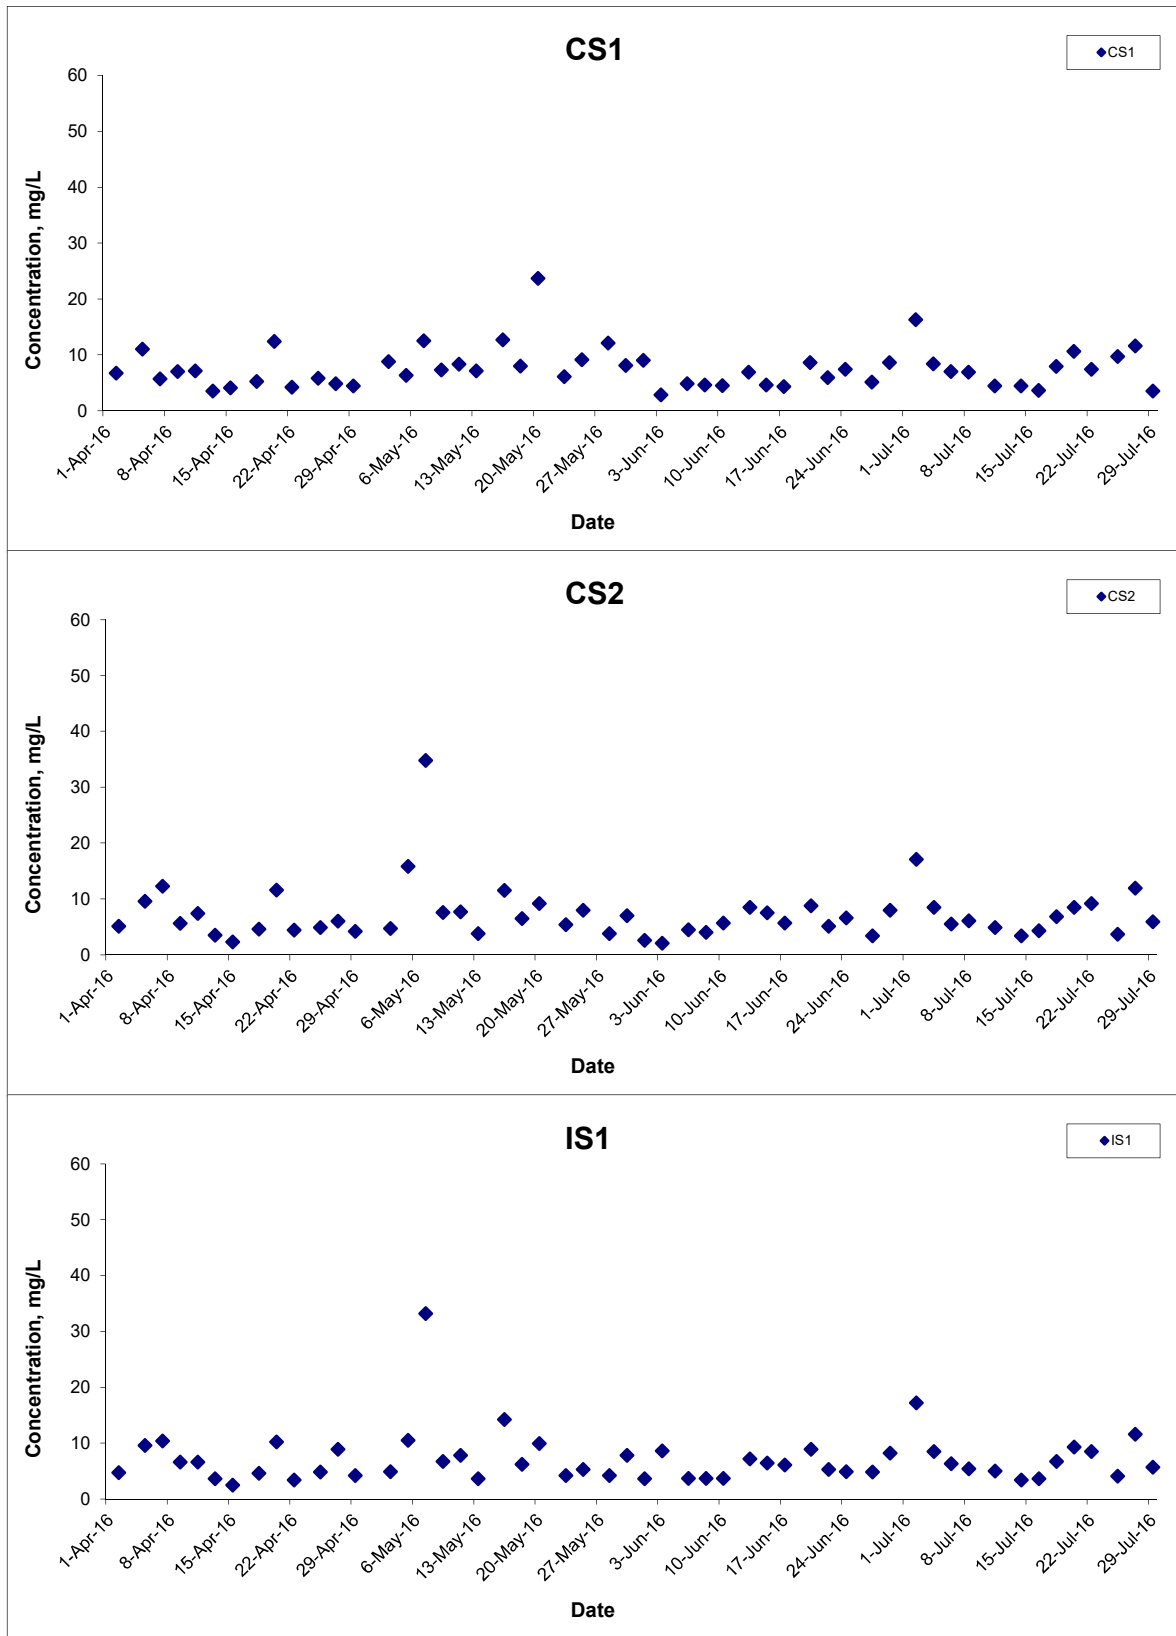 CS1
CS1
60
50
40
30
20
10
0
Concentration, mg/L
1-Apr-16
8-Apr-16
15-Apr-16
22-Apr-16
29-Apr-16
6-May-16
13-May-16
20-May-16
27-May-16
3-Jun-16
10-Jun-16
17-Jun-16
24-Jun-16
1-Jul-16
8-Jul-16
15-Jul-16
22-Jul-16
29-Jul-16
Date
CS2
CS2
60
50
40
30
20
10
0
Concentration, mg/L
1-Apr-16
8-Apr-16
15-Apr-16
22-Apr-16
29-Apr-16
6-May-16
13-May-16
20-May-16
27-May-16
3-Jun-16
10-Jun-16
17-Jun-16
24-Jun-16
1-Jul-16
8-Jul-16
15-Jul-16
22-Jul-16
29-Jul-16
Date
IS1
IS1
60
50
40
30
20
10
0
Concentration, mg/L
1-Apr-16
8-Apr-16
15-Apr-16
22-Apr-16
29-Apr-16
6-May-16
13-May-16
20-May-16
27-May-16
3-Jun-16
10-Jun-16
17-Jun-16
24-Jun-16
1-Jul-16
8-Jul-16
15-Jul-16
22-Jul-16
29-Jul-16
Date